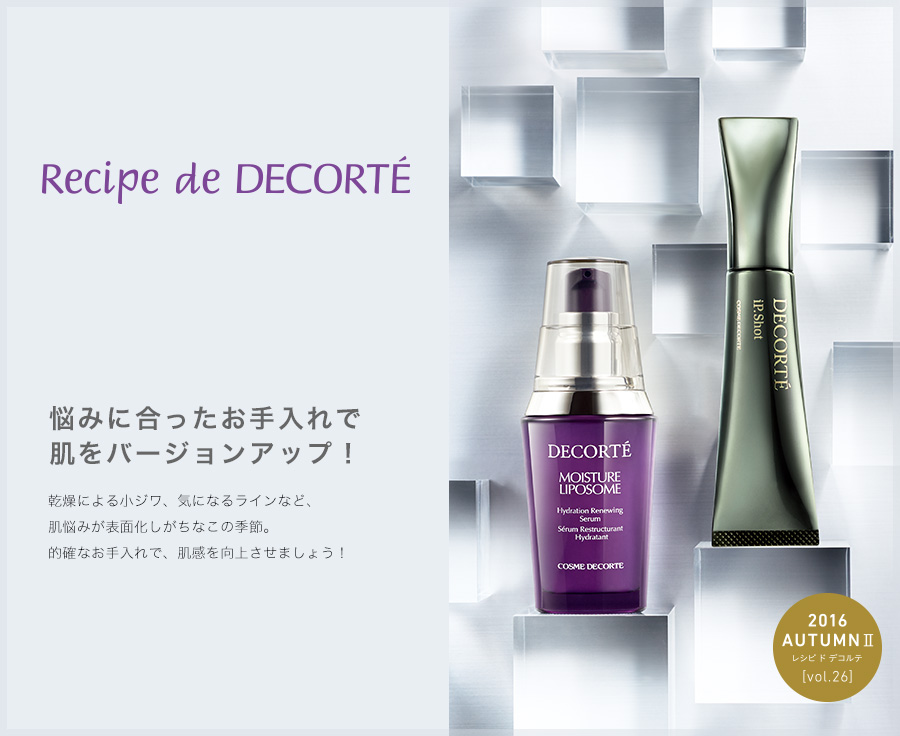 Recipe de DECORTÉ
悩みに合ったお手入れで
肌をバージョンアップ！
乾燥による小ジワ、気になるラインなど、
肌悩みが表面化しがちなこの季節。
的確なお手入れで、肌感を向上させましょう！
DECORTÉ
MOISTURE
LIPOSOME
Hydration Renewing
Serum
Sérum Restructurant
Hydratant
COSME DECORTE
DECORTÉ
iP.Shot
COSME DECORTE
2016
AUTUMN Ⅱ
レシピ ド デコルテ
[vol.26]